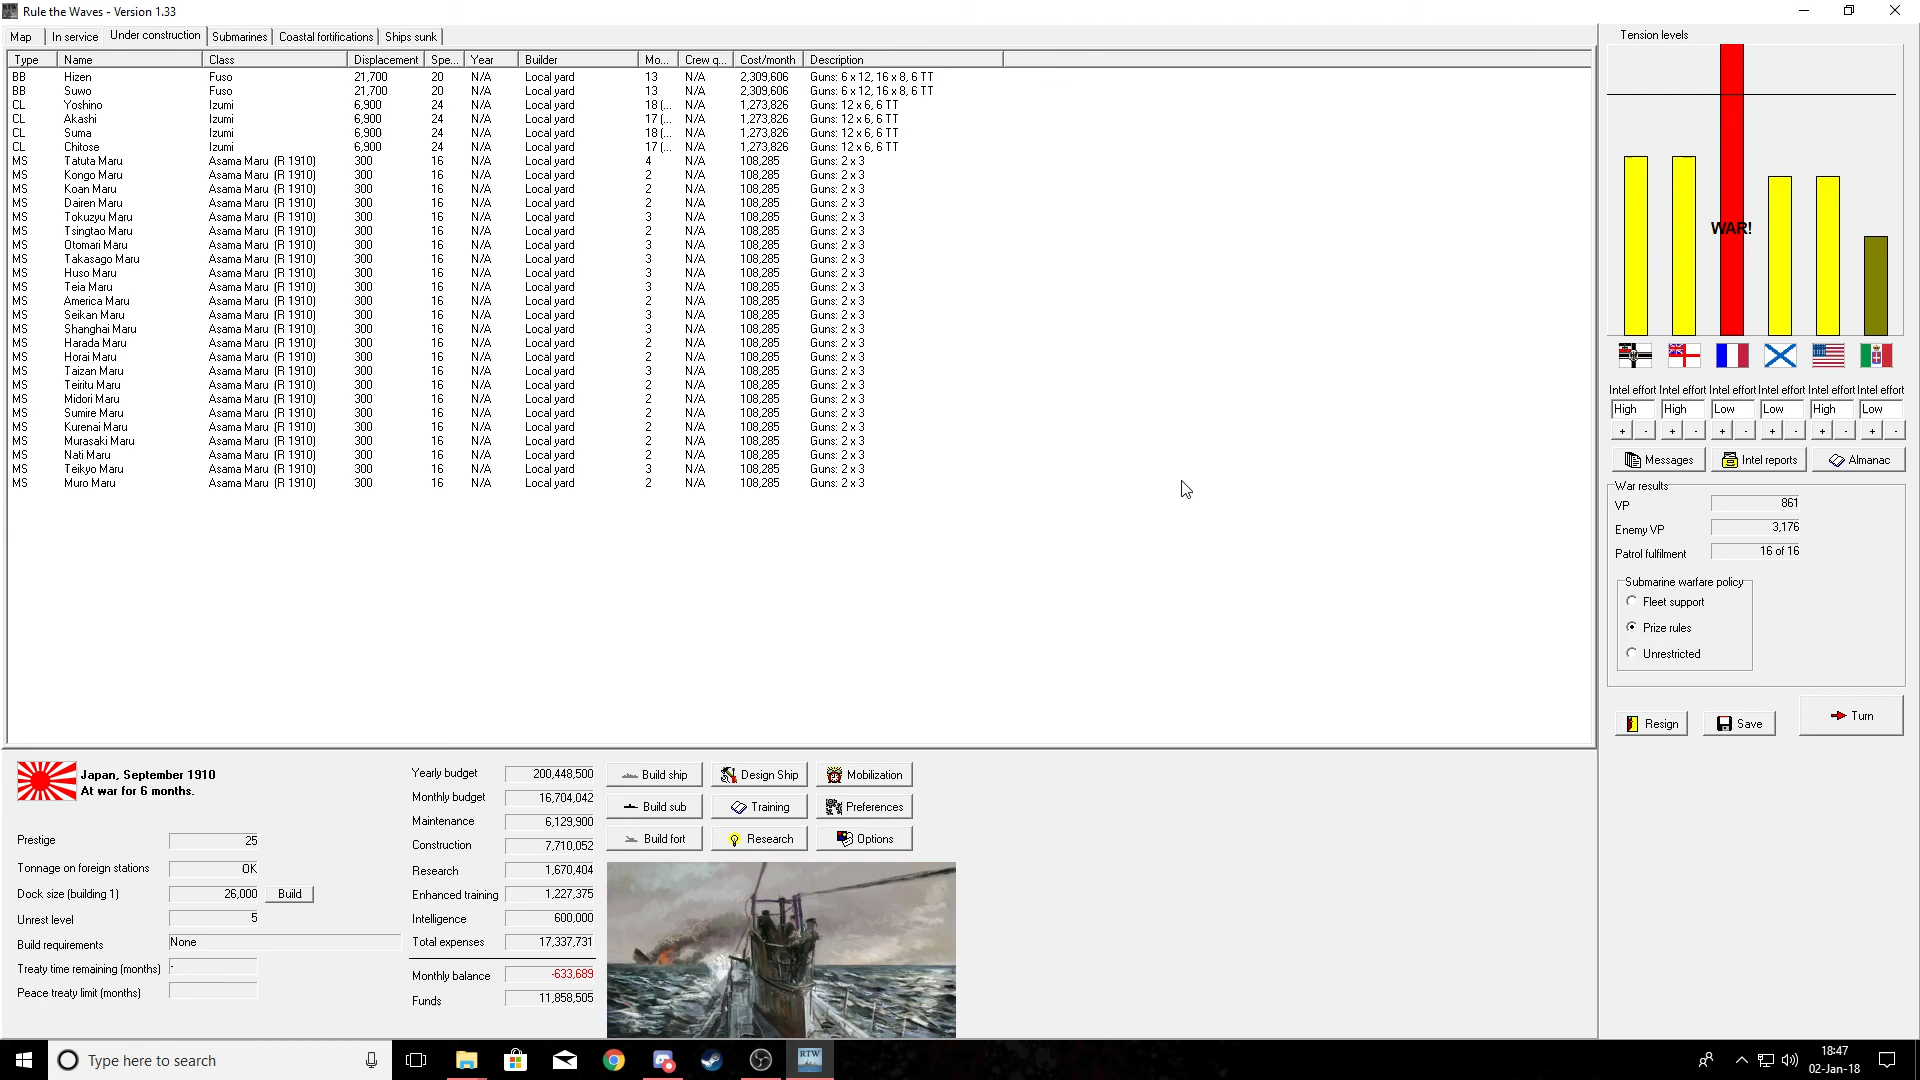 Rule the Waves - Version 1.33
Map In service Under construction Submarines Coastal fortifications Ships sunk
Type Name Class Displacement Spe... Year Builder Mo... Crew q... Cost/month Description
BB Hizen Fuso 21,700 20 N/A Local yard 13 N/A 2,309,606 Guns: 6 x 12, 16 x 8, 6 TT
BB Suwo Fuso 21,700 20 N/A Local yard 13 N/A 2,309,606 Guns: 6 x 12, 16 x 8, 6 TT
CL Yoshino Izumi 6,900 24 N/A Local yard 18 (... N/A 1,273,826 Guns: 12 x 6, 6 TT
CL Akashi Izumi 6,900 24 N/A Local yard 17 (... N/A 1,273,826 Guns: 12 x 6, 6 TT
CL Suma Izumi 6,900 24 N/A Local yard 18 (... N/A 1,273,826 Guns: 12 x 6, 6 TT
CL Chitose Izumi 6,900 24 N/A Local yard 17 (... N/A 1,273,826 Guns: 12 x 6, 6 TT
MS Tatuta Maru Asama Maru (R 1910) 300 16 N/A Local yard 4 N/A 108,285 Guns: 2 x 3
MS Kongo Maru Asama Maru (R 1910) 300 16 N/A Local yard 2 N/A 108,285 Guns: 2 x 3
MS Koan Maru Asama Maru (R 1910) 300 16 N/A Local yard 2 N/A 108,285 Guns: 2 x 3
MS Dairen Maru Asama Maru (R 1910) 300 16 N/A Local yard 2 N/A 108,285 Guns: 2 x 3
MS Tokuzyu Maru Asama Maru (R 1910) 300 16 N/A Local yard 3 N/A 108,285 Guns: 2 x 3
MS Tsingtao Maru Asama Maru (R 1910) 300 16 N/A Local yard 2 N/A 108,285 Guns: 2 x 3
MS Otomari Maru Asama Maru (R 1910) 300 16 N/A Local yard 3 N/A 108,285 Guns: 2 x 3
MS Takasago Maru Asama Maru (R 1910) 300 16 N/A Local yard 3 N/A 108,285 Guns: 2 x 3
MS Huso Maru Asama Maru (R 1910) 300 16 N/A Local yard 3 N/A 108,285 Guns: 2 x 3
MS Teia Maru Asama Maru (R 1910) 300 16 N/A Local yard 3 N/A 108,285 Guns: 2 x 3
MS America Maru Asama Maru (R 1910) 300 16 N/A Local yard 2 N/A 108,285 Guns: 2 x 3
MS Seikan Maru Asama Maru (R 1910) 300 16 N/A Local yard 3 N/A 108,285 Guns: 2 x 3
MS Shanghai Maru Asama Maru (R 1910) 300 16 N/A Local yard 3 N/A 108,285 Guns: 2 x 3
MS Harada Maru Asama Maru (R 1910) 300 16 N/A Local yard 2 N/A 108,285 Guns: 2 x 3
MS Horai Maru Asama Maru (R 1910) 300 16 N/A Local yard 2 N/A 108,285 Guns: 2 x 3
MS Taizan Maru Asama Maru (R 1910) 300 16 N/A Local yard 3 N/A 108,285 Guns: 2 x 3
MS Teiritu Maru Asama Maru (R 1910) 300 16 N/A Local yard 2 N/A 108,285 Guns: 2 x 3
MS Midori Maru Asama Maru (R 1910) 300 16 N/A Local yard 2 N/A 108,285 Guns: 2 x 3
MS Sumire Maru Asama Maru (R 1910) 300 16 N/A Local yard 2 N/A 108,285 Guns: 2 x 3
MS Kurenai Maru Asama Maru (R 1910) 300 16 N/A Local yard 2 N/A 108,285 Guns: 2 x 3
MS Murasaki Maru Asama Maru (R 1910) 300 16 N/A Local yard 2 N/A 108,285 Guns: 2 x 3
MS Nati Maru Asama Maru (R 1910) 300 16 N/A Local yard 2 N/A 108,285 Guns: 2 x 3
MS Teikyo Maru Asama Maru (R 1910) 300 16 N/A Local yard 3 N/A 108,285 Guns: 2 x 3
MS Muro Maru Asama Maru (R 1910) 300 16 N/A Local yard 2 N/A 108,285 Guns: 2 x 3
Tension levels
WAR!
Intel effort Intel effort Intel effort Intel effort Intel effort Intel effort
High High Low Low High Low
+ - + - + - + - + - + -
Messages Intel reports Almanac
War results
VP 861
Enemy VP 3,176
Patrol fulfilment 16 of 16
Submarine warfare policy
Fleet support
Prize rules
Unrestricted
Resign Save Turn
Japan, September 1910
At war for 6 months.
Prestige 25
Tonnage on foreign stations OK
Dock size (building 1) 26,000 Build
Unrest level 5
Build requirements None
Treaty time remaining (months) -
Peace treaty limit (months)
Yearly budget 200,448,500
Monthly budget 16,704,042
Maintenance 6,129,900
Construction 7,710,052
Research 1,670,404
Enhanced training 1,227,375
Intelligence 600,000
Total expenses 17,337,731
Monthly balance -633,689
Funds 11,858,505
Build ship Design Ship Mobilization
Build sub Training Preferences
Build fort Research Options
Type here to search
RTW
18:47
02-Jan-18